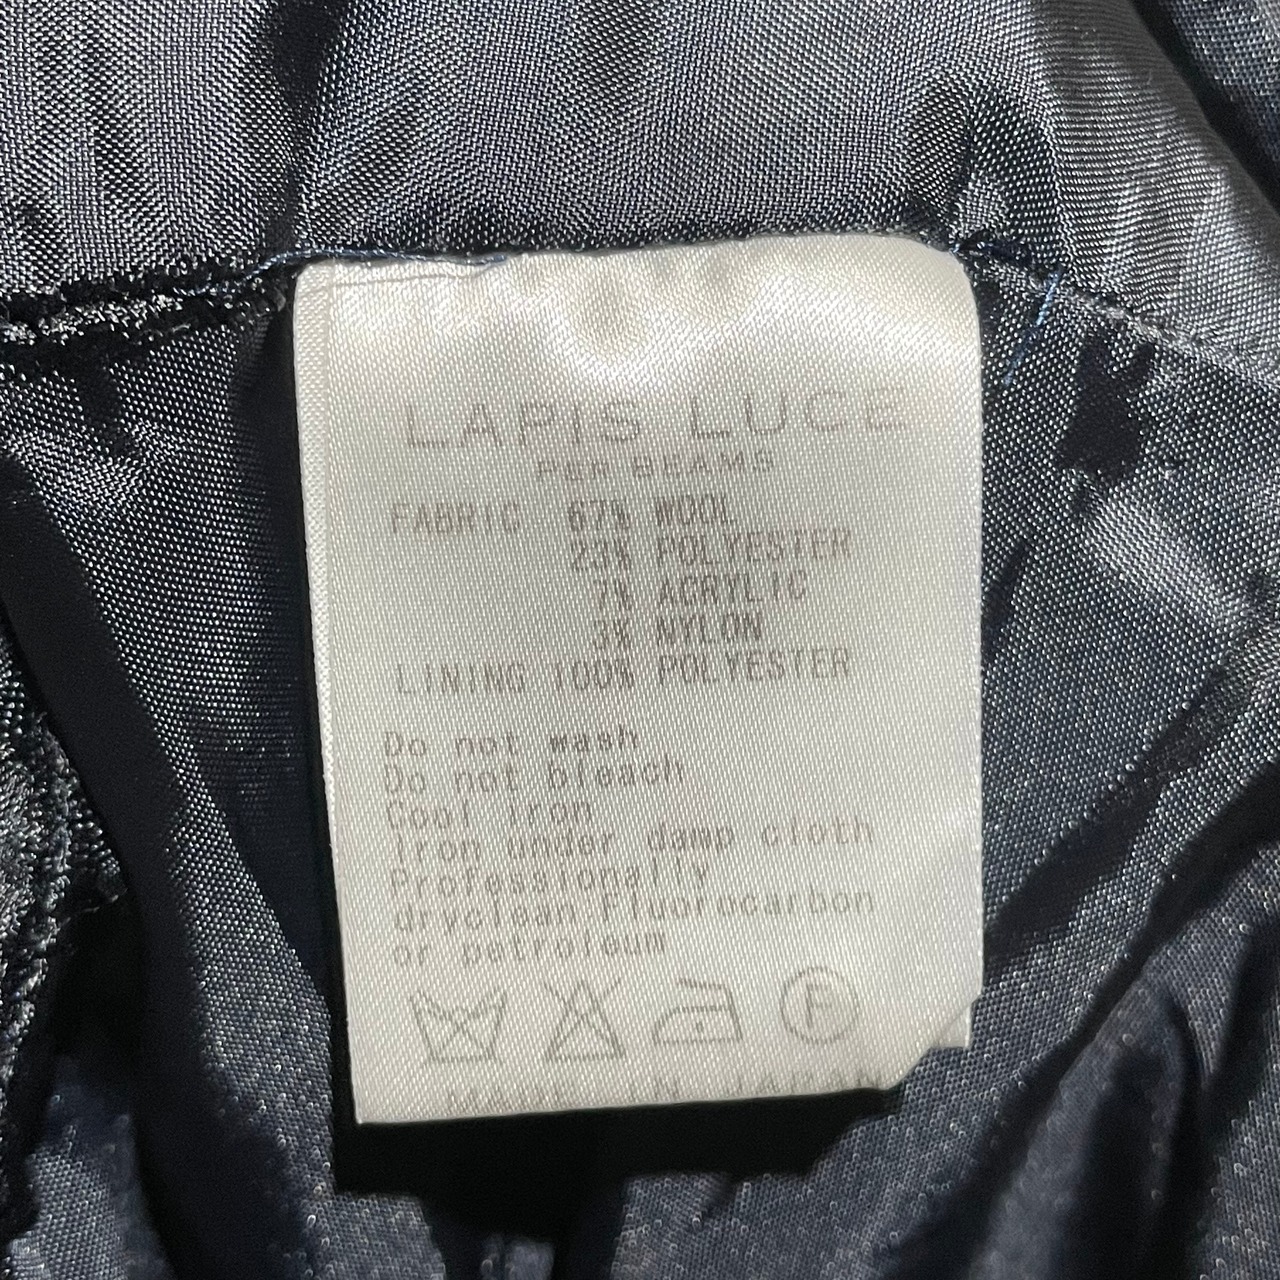 LAPIS LUCE
PER BEAMS
FABRIC 67% WOOL
23% POLYESTER
7% ACRYLIC
3% NYLON
LINING 100% POLYESTER
Do not wash
Do not bleach
Cool iron
Iron under damp cloth
Professionally
dryclean Fluorocarbon
or petroleum
F
MADE IN JAPAN